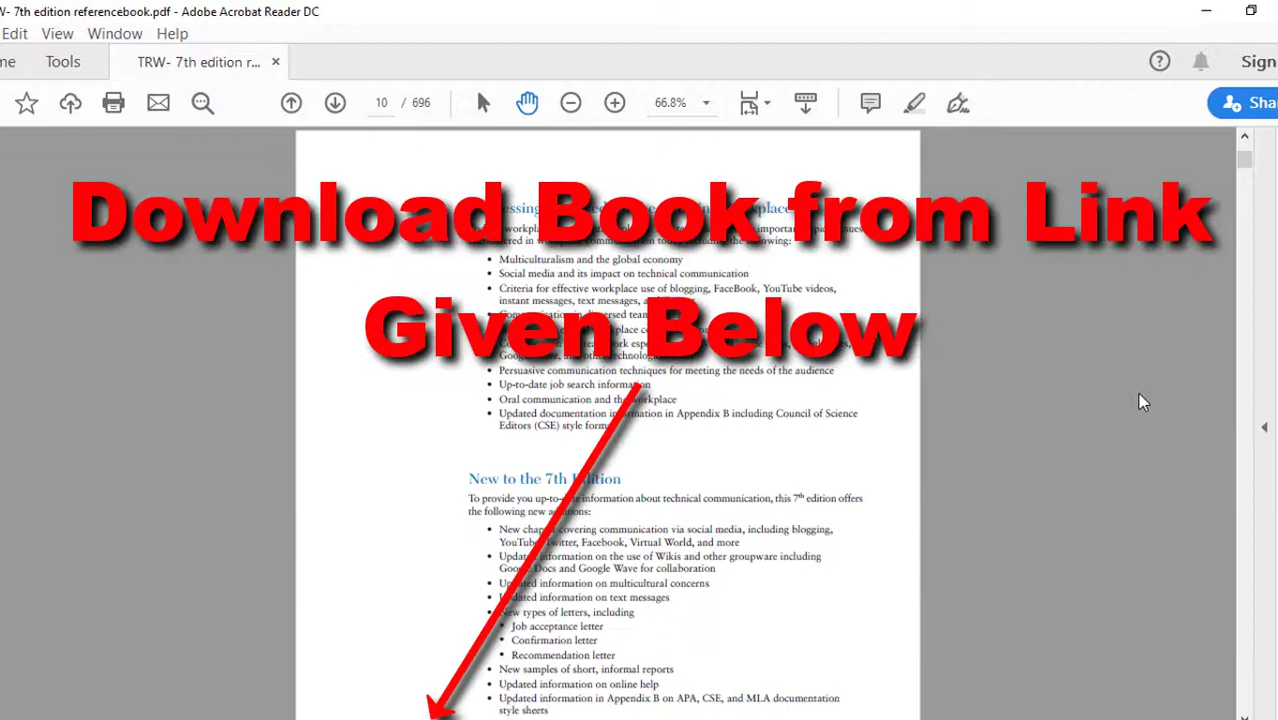 7th edition referencebook.pdf - Adobe Acrobat Reader DC
Edit View Window Help
Tools
TRW- 7th edition r... ×
Sign
10 / 696
66.8%
Download Book from Link
Given Below
Multiculturalism and the global economy
Social media and its impact on technical communication
Criteria for effective workplace use of blogging, FaceBook, YouTube videos,
instant messages, text messages,
Persuasive communication techniques for meeting the needs of the audience
Up-to-date job search information
Oral communication and the workplace
Updated documentation information in Appendix B including Council of Science
Editors (CSE) style
New to the 7th Edition
To provide you up-to-date information about technical communication, this 7th edition offers
the following new additions:
New chapter covering communication via social media, including blogging,
YouTube, Twitter, Facebook, Virtual World, and more
Updated information on the use of Wikis and other groupware including
Google Docs and Google Wave for collaboration
Updated information on multicultural concerns
Updated information on text messages
New types of letters, including
Job acceptance letter
Confirmation letter
Recommendation letter
New samples of short, informal reports
Updated information on online help
Updated information in Appendix B on APA, CSE, and MLA documentation
style sheets